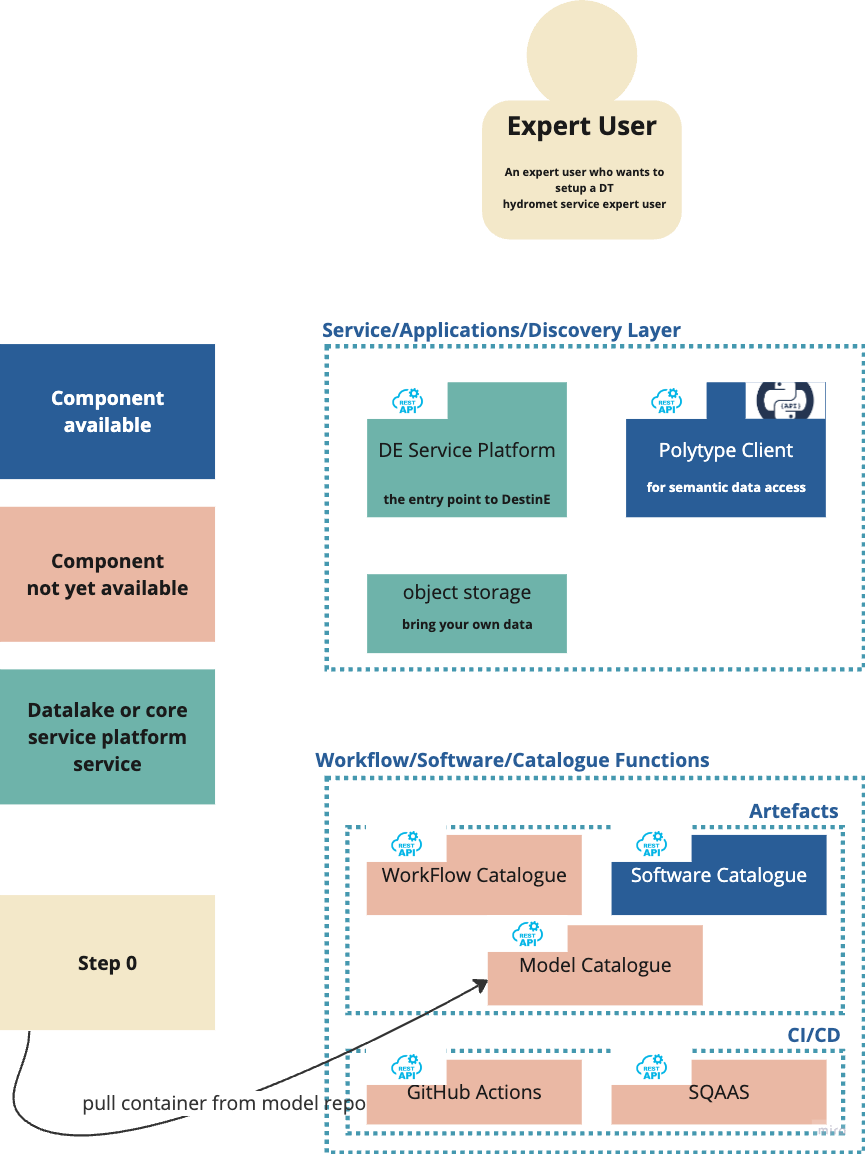 Expert User
An expert user who wants to
setup a DT
hydromet service expert user
Service/Applications/Discovery Layer
Component
available
REST
API
DE Service Platform
the entry point to DestinE
REST
API
{API}
Polytype Client
for semantic data access
Component
not yet available
object storage
bring your own data
Datalake or core
service platform
service
Workflow/Software/Catalogue Functions
Artefacts
REST
API
WorkFlow Catalogue
REST
API
Software Catalogue
REST
API
Model Catalogue
Step 0
CI/CD
REST
API
GitHub Actions
REST
API
SQAAS
pull container from model repo
miro